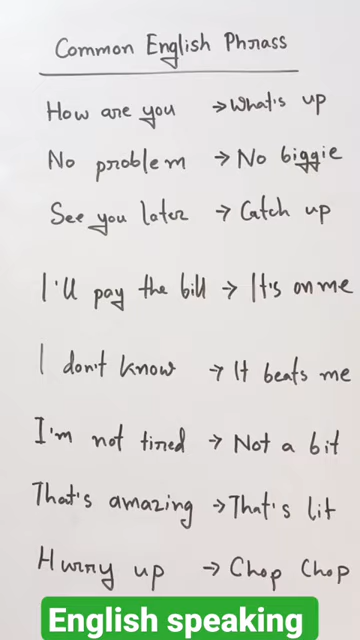 Common English Phrass
How are you → What's up
No problem → No biggie
See you later → Catch up
I'll pay the bill → It's on me
I don't know → It beats me
I'm not tired → Not a bit
That's amazing → That's lit
Hurry up → Chop Chop
English speaking